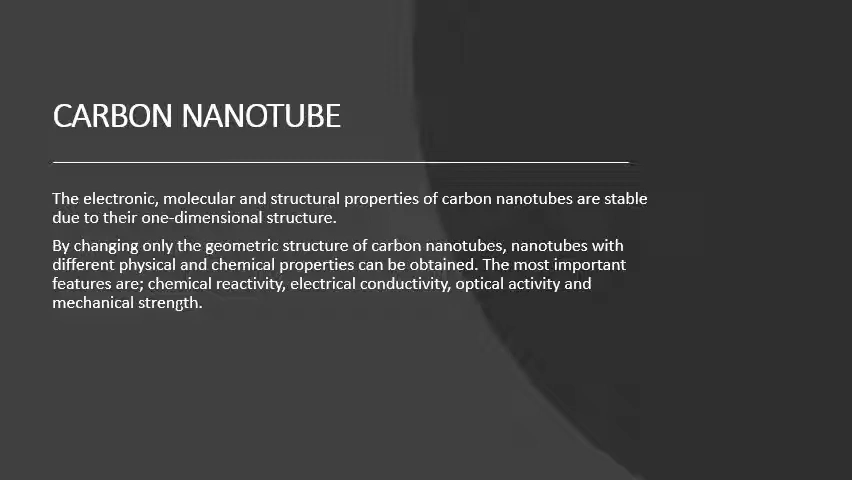 CARBON NANOTUBE
The electronic, molecular and structural properties of carbon nanotubes are stable
due to their one-dimensional structure.
By changing only the geometric structure of carbon nanotubes, nanotubes with
different physical and chemical properties can be obtained. The most important
features are; chemical reactivity, electrical conductivity, optical activity and
mechanical strength.